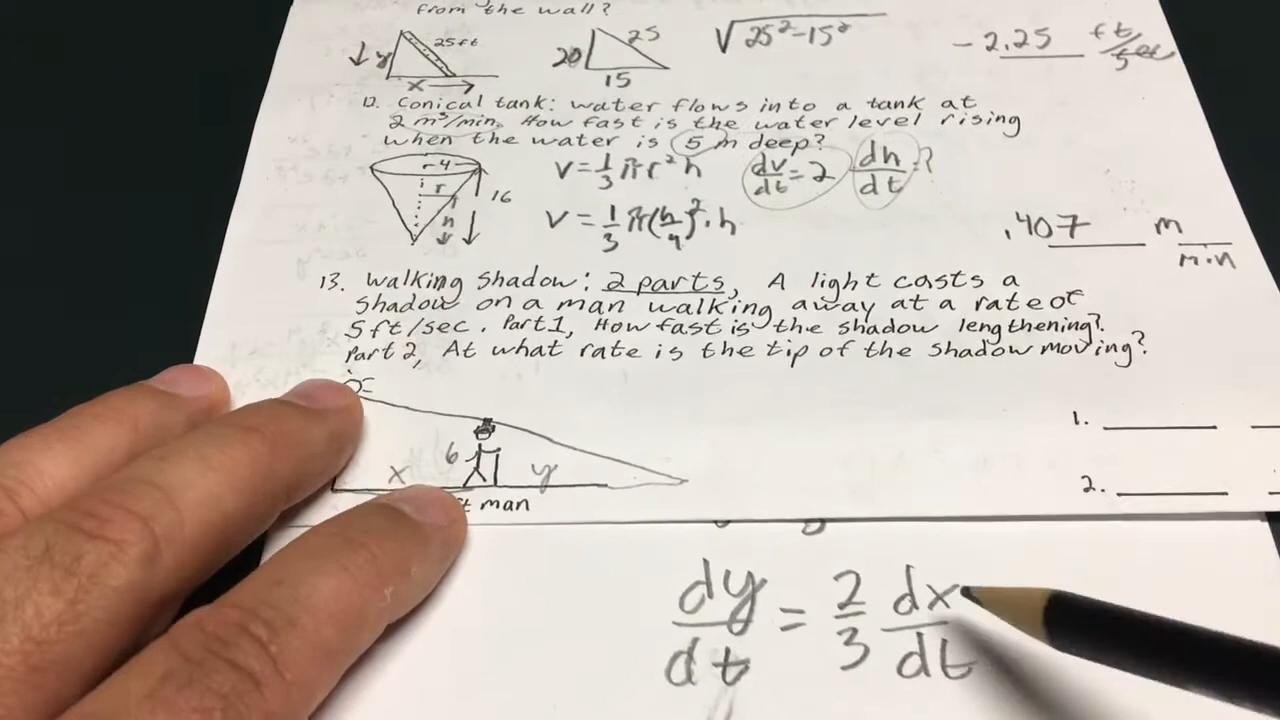 from the wall?
y 25ft x
20 25 15
√25²-15²
-2.25 ft/sec
12. Conical tank: water flows into a tank at
2 m³/min. How fast is the water level rising
when the water is 5 m deep?
r 4 r h 16
V = 1/3 πr²h dv/dt = 2 dh/dt = ?
V = 1/3 π(h/4)²·h
.407 m/min
13. Walking Shadow: 2 parts, A light casts a
shadow on a man walking away at a rate of
5ft/sec. Part 1, How fast is the shadow lengthening?
Part 2, At what rate is the tip of the shadow moving?
x 6 y
man
1.
2.
dy/dt = 2/3 dx/dt